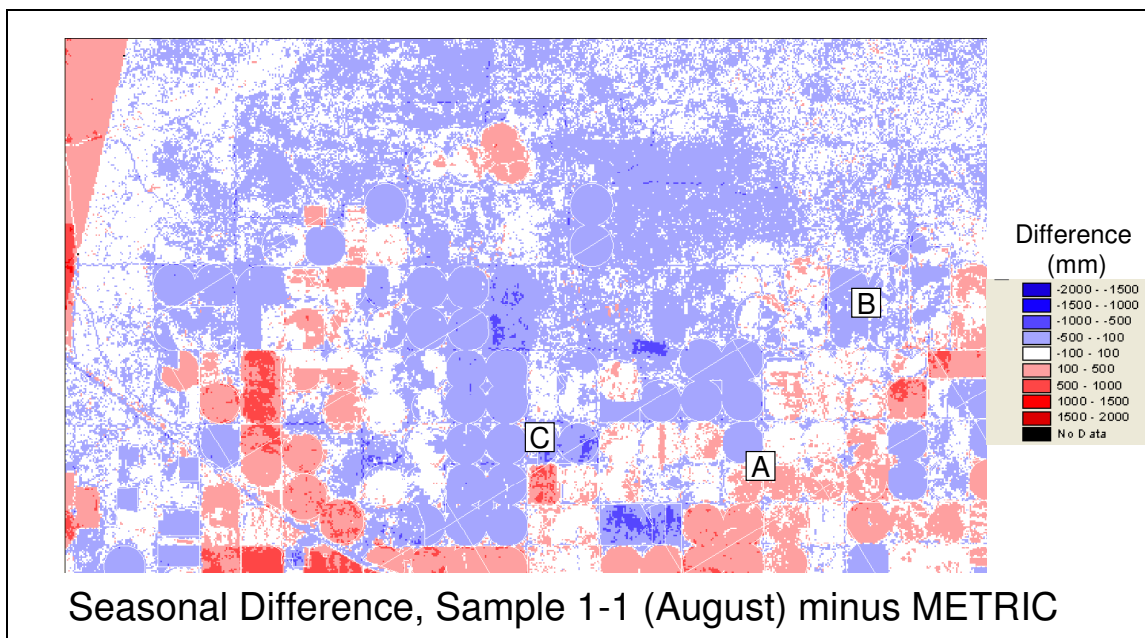 B
C
A
Difference
(mm)
-2000 - -1500
-1500 - -1000
-1000 - -500
-500 - -100
-100 - 100
100 - 500
500 - 1000
1000 - 1500
1500 - 2000
No Data
Seasonal Difference, Sample 1-1 (August) minus METRIC